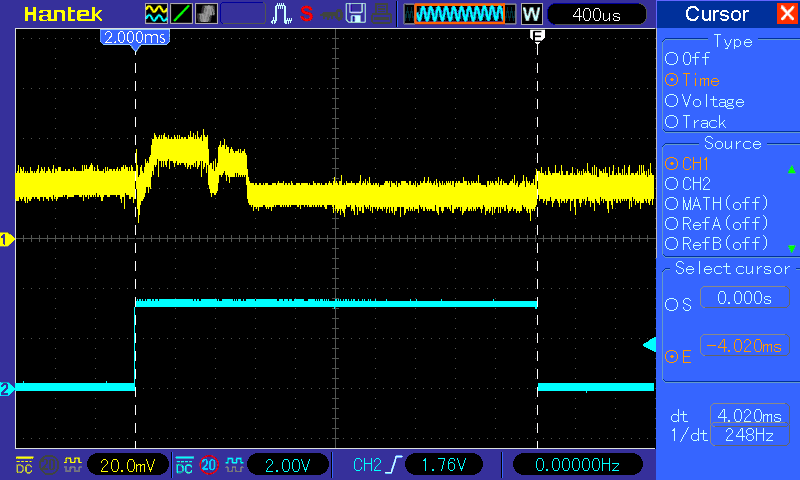 Hantek S W 400us Cursor
2.000ms E
Type
Off
Time
Voltage
Track
Source
CH1
CH2
MATH(off)
RefA(off)
RefB(off)
Select cursor
S 0.000s
E -4.020ms
dt 4.020ms
1/dt 248Hz
1
2
DC 20 20.0mV DC 20 2.00V CH2 1.76V 0.00000Hz